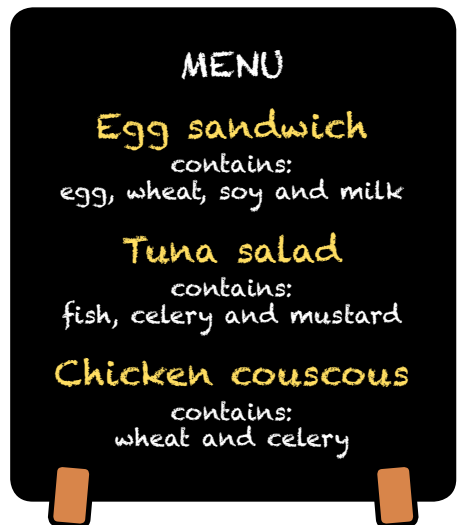 MENU
Egg sandwich
contains:
egg, wheat, soy and milk
Tuna salad
contains:
fish, celery and mustard
Chicken couscous
contains:
wheat and celery